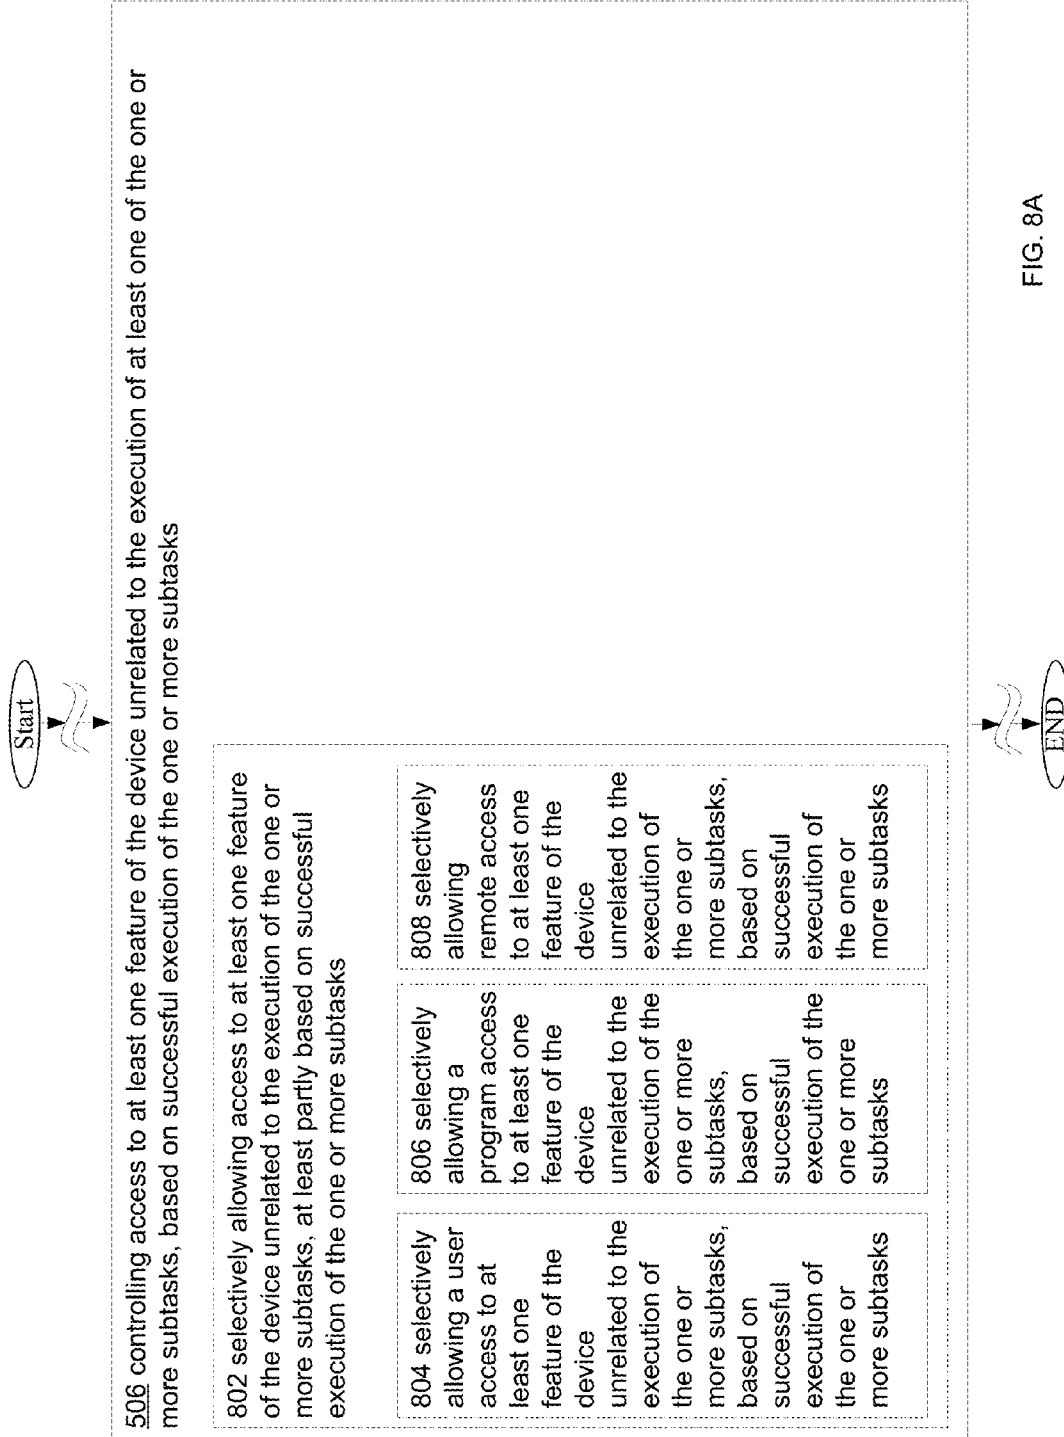 Start
506 controlling access to at least one feature of the device unrelated to the execution of at least one of the one or
more subtasks, based on successful execution of the one or more subtasks
802 selectively allowing access to at least one feature
of the device unrelated to the execution of the one or
more subtasks, at least partly based on successful
execution of the one or more subtasks
804 selectively
allowing a user
access to at
least one
feature of the
device
unrelated to the
execution of
the one or
more subtasks,
based on
successful
execution of
the one or
more subtasks
806 selectively
allowing a
program access
to at least one
feature of the
device
unrelated to the
execution of the
one or more
subtasks,
based on
successful
execution of the
one or more
subtasks
808 selectively
allowing
remote access
to at least one
feature of the
device
unrelated to the
execution of
the one or
more subtasks,
based on
successful
execution of
the one or
more subtasks
END
FIG. 8A